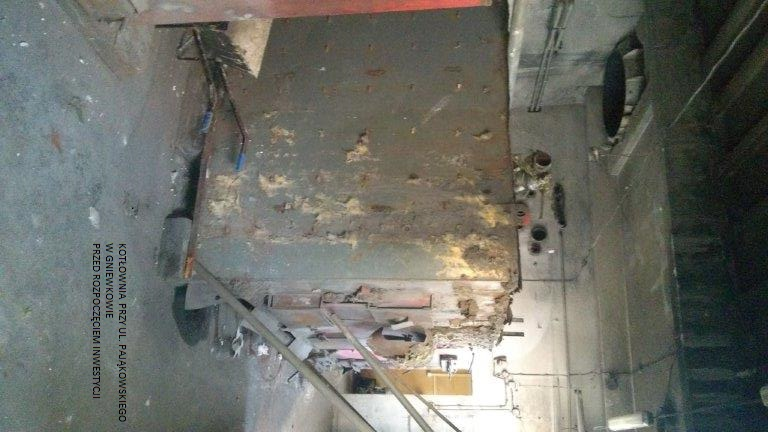 KOTŁOWNIA PRZY UL. PAJĄKOWSKIEGO
W GNIEWKOWIE
PRZED ROZPOCZĘCIEM INWESTYCJI